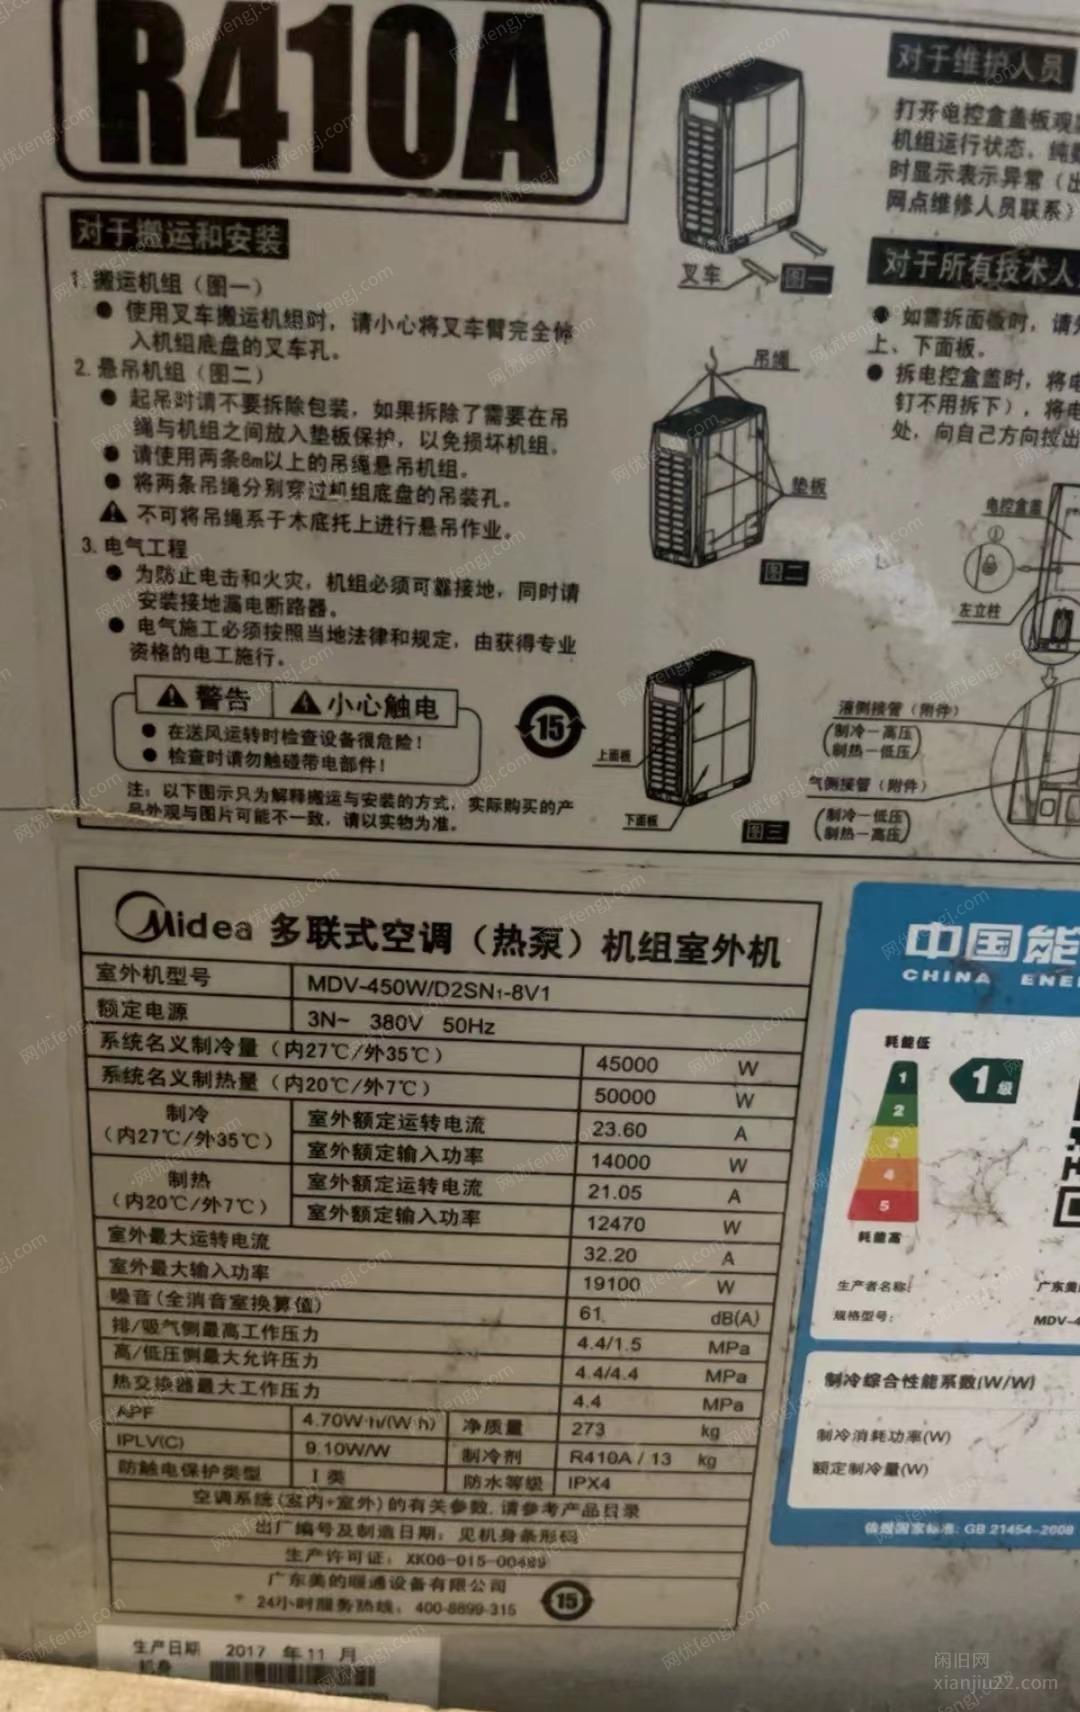 R410A
对于搬运和安装
1. 搬运机组（图一）
● 使用叉车搬运机组时，请小心将叉车臂完全伸
入机组底盘的叉车孔。
2. 悬吊机组（图二）
● 起吊时请不要拆除包装，如果拆除了需要在吊
绳与机组之间放入垫板保护，以免损坏机组。
● 请使用两条8m以上的吊绳悬吊机组。
● 将两条吊绳分别穿过机组底盘的吊装孔。
不可将吊绳系于木底托上进行悬吊作业。
3. 电气工程
● 为防止电击和火灾，机组必须可靠接地，同时请
安装接地漏电断路器。
● 电气施工必须按照当地法律和规定，由获得专业
资格的电工施行。
警告 小心触电
● 在送风运转时检查设备很危险！
● 检查时请勿触碰带电部件！
注：以下图示只为解释搬运与安装的方式，实际购买的产
品外观与图片可能不一致，请以实物为准。
15
叉车
图一
吊绳
垫板
图二
上面板
下面板
图三
对于维护人员
打开电控盒盖板观
机组运行状态，纯
时显示表示异常（
网点维修人员联系）
对于所有技术人
● 如需拆面板时，请
上、下面板。
● 拆电控盒盖时，将
钉不用拆下），将
处，向自己方向拉出
电控盒盖
左立柱
液侧接管（附件）
（制冷—高压
制热—低压）
气侧接管（附件）
（制冷—低压
制热—高压）
Midea 多联式空调（热泵）机组室外机
室外机型号 MDV-450W/D2SN1-8V1
额定电源 3N~ 380V 50Hz
系统名义制冷量（内27℃/外35℃） 45000 W
系统名义制热量（内20℃/外7℃） 50000 W
制冷
（内27℃/外35℃）
室外额定运转电流 23.60 A
室外额定输入功率 14000 W
制热
（内20℃/外7℃）
室外额定运转电流 21.05 A
室外额定输入功率 12470 W
室外最大运转电流 32.20 A
室外最大输入功率 19100 W
噪音(全消音室换算值) 61 dB(A)
排/吸气侧最高工作压力 4.4/1.5 MPa
高/低压侧最大允许压力 4.4/4.4 MPa
热交换器最大工作压力 4.4 MPa
APF 4.70W·h/(W·h) 净质量 273 kg
IPLV(C) 9.10W/W 制冷剂 R410A / 13 kg
防触电保护类型 I 类 防水等级 IPX4
空调系统(室内+室外)的有关参数,请参考产品目录
出厂编号及制造日期：见机身条形码
生产许可证：XK06-015-00489
广东美的暖通设备有限公司
* 24小时服务热线：400-8899-315
15
生产日期 2017 年 11 月
机身
中国能
CHINA ENE
耗能低
1
2
3
4
5
耗能高
1级
生产者名称: 广东美
规格型号: MDV-4
制冷综合性能系数(W/W)
制冷消耗功率(W)
额定制冷量(W)
依据国家标准: GB 21454-2008
闲旧网
xianjiu22.com
网优fengj.com